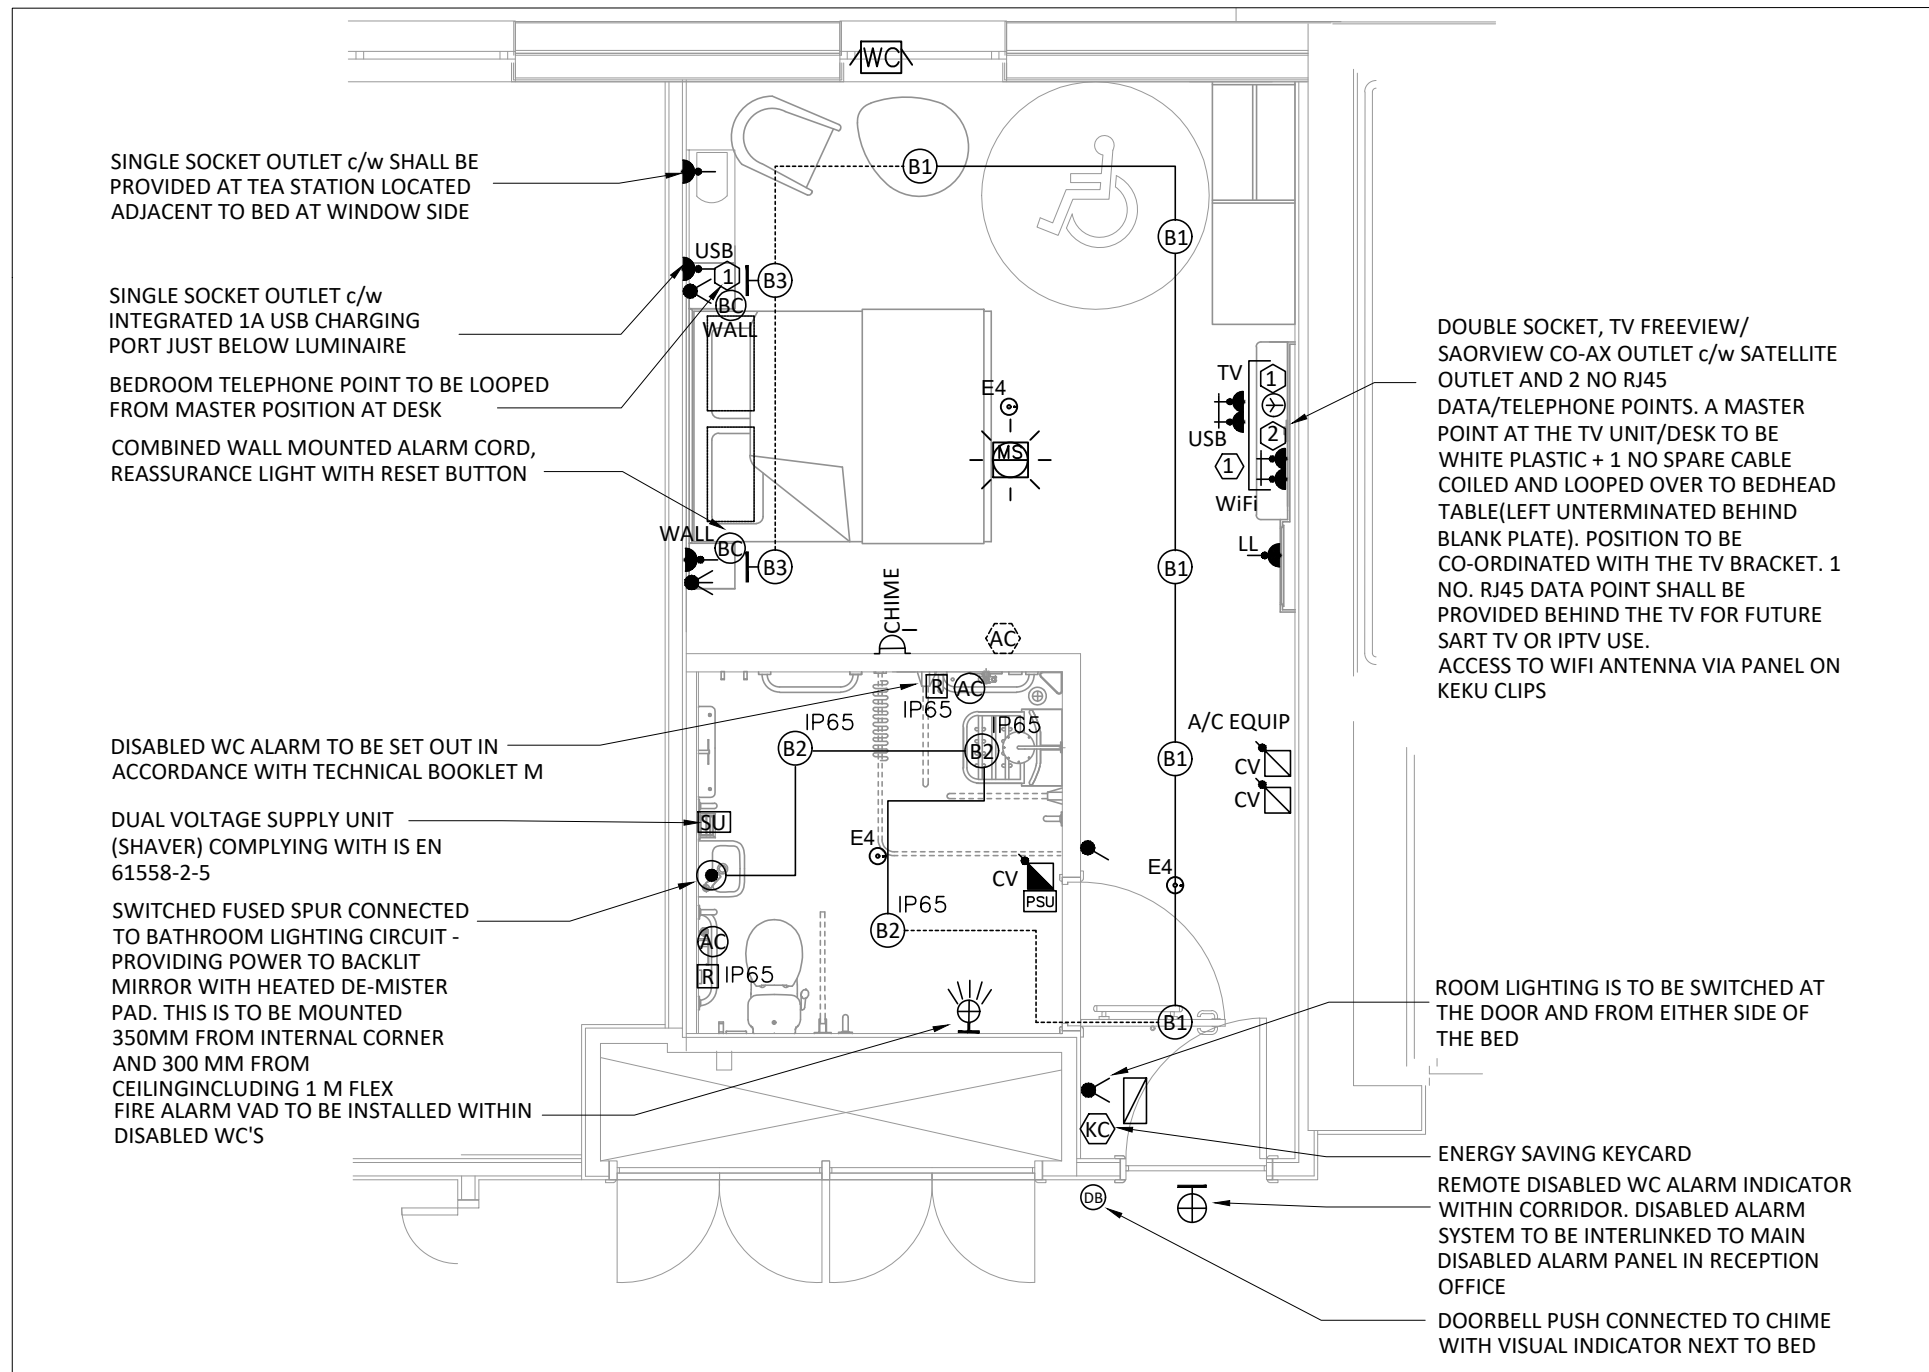 WC
SINGLE SOCKET OUTLET c/w SHALL BE
PROVIDED AT TEA STATION LOCATED
ADJACENT TO BED AT WINDOW SIDE
SINGLE SOCKET OUTLET c/w
INTEGRATED 1A USB CHARGING
PORT JUST BELOW LUMINAIRE
BEDROOM TELEPHONE POINT TO BE LOOPED
FROM MASTER POSITION AT DESK
COMBINED WALL MOUNTED ALARM CORD,
REASSURANCE LIGHT WITH RESET BUTTON
DISABLED WC ALARM TO BE SET OUT IN
ACCORDANCE WITH TECHNICAL BOOKLET M
DUAL VOLTAGE SUPPLY UNIT
(SHAVER) COMPLYING WITH IS EN
61558-2-5
SWITCHED FUSED SPUR CONNECTED
TO BATHROOM LIGHTING CIRCUIT -
PROVIDING POWER TO BACKLIT
MIRROR WITH HEATED DE-MISTER
PAD. THIS IS TO BE MOUNTED
350MM FROM INTERNAL CORNER
AND 300 MM FROM
CEILINGINCLUDING 1 M FLEX
FIRE ALARM VAD TO BE INSTALLED WITHIN
DISABLED WC'S
B1
B1
USB
1
B3
BC
WALL
E4
MS
WALL
BC
B3
B1
CHIME
AC
TV
1
USB
2
1
WiFi
LL
R
AC
IP65
IP65
IP65
B2
B2
B1
A/C EQUIP
CV
CV
SU
E4
CV
PSU
E4
IP65
B2
AC
R
IP65
B1
KC
DB
DOUBLE SOCKET, TV FREEVIEW/
SAORVIEW CO-AX OUTLET c/w SATELLITE
OUTLET AND 2 NO RJ45
DATA/TELEPHONE POINTS. A MASTER
POINT AT THE TV UNIT/DESK TO BE
WHITE PLASTIC + 1 NO SPARE CABLE
COILED AND LOOPED OVER TO BEDHEAD
TABLE(LEFT UNTERMINATED BEHIND
BLANK PLATE). POSITION TO BE
CO-ORDINATED WITH THE TV BRACKET. 1
NO. RJ45 DATA POINT SHALL BE
PROVIDED BEHIND THE TV FOR FUTURE
SART TV OR IPTV USE.
ACCESS TO WIFI ANTENNA VIA PANEL ON
KEKU CLIPS
ROOM LIGHTING IS TO BE SWITCHED AT
THE DOOR AND FROM EITHER SIDE OF
THE BED
ENERGY SAVING KEYCARD
REMOTE DISABLED WC ALARM INDICATOR
WITHIN CORRIDOR. DISABLED ALARM
SYSTEM TO BE INTERLINKED TO MAIN
DISABLED ALARM PANEL IN RECEPTION
OFFICE
DOORBELL PUSH CONNECTED TO CHIME
WITH VISUAL INDICATOR NEXT TO BED